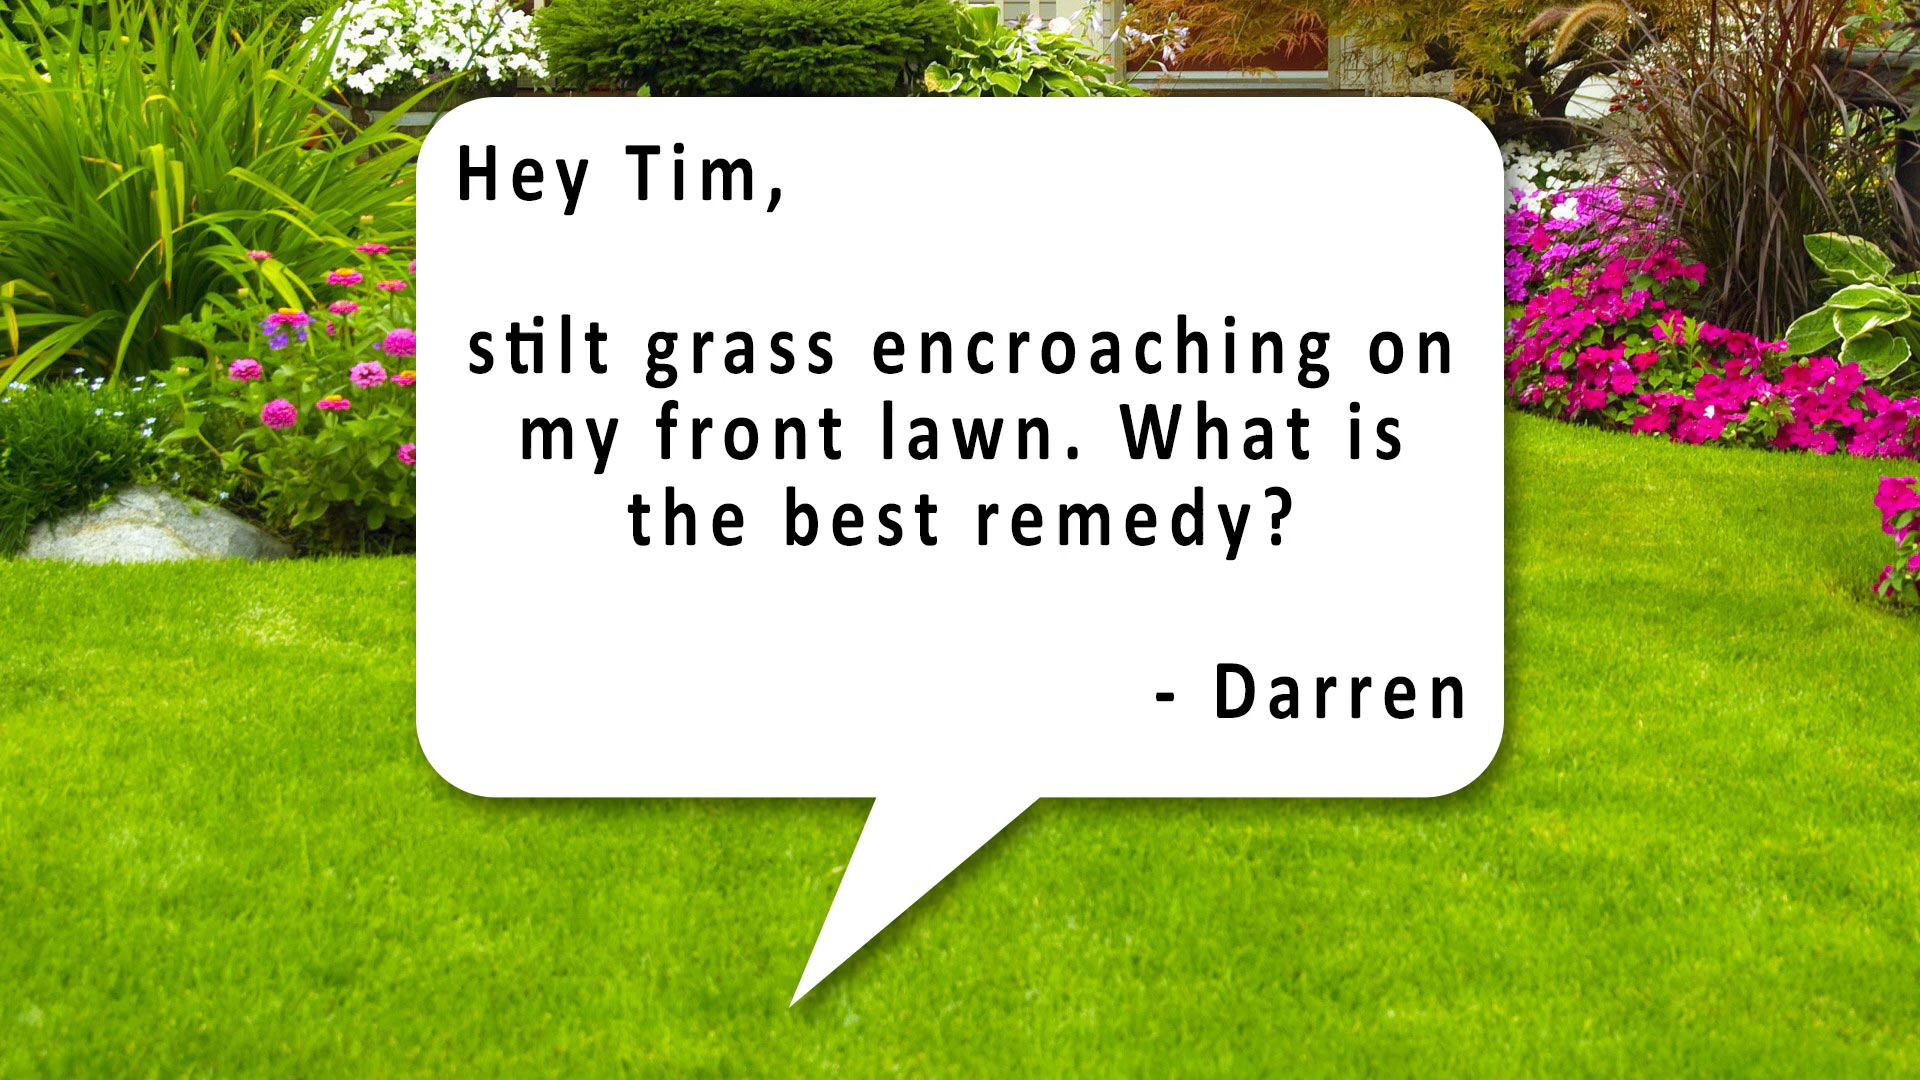 Hey Tim,
stilt grass encroaching on
my front lawn. What is
the best remedy?
- Darren